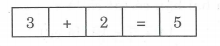 3 + 2 = 5